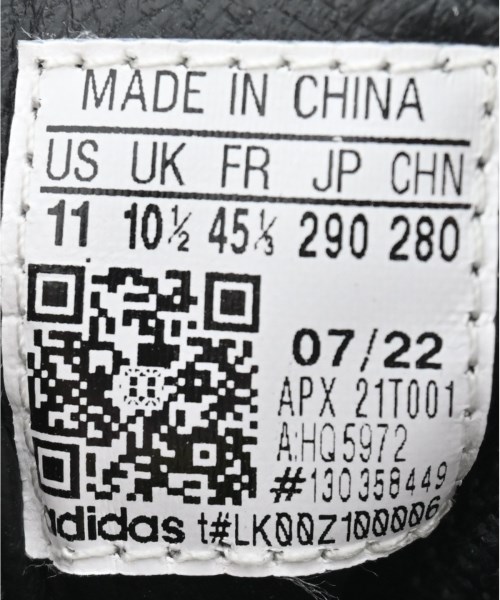 MADE IN CHINA
US UK FR JP CHN
11 10½ 45⅓ 290 280
07/22
APX 21T001
A:HQ5972
#130358449
adidas t#LK00Z100006